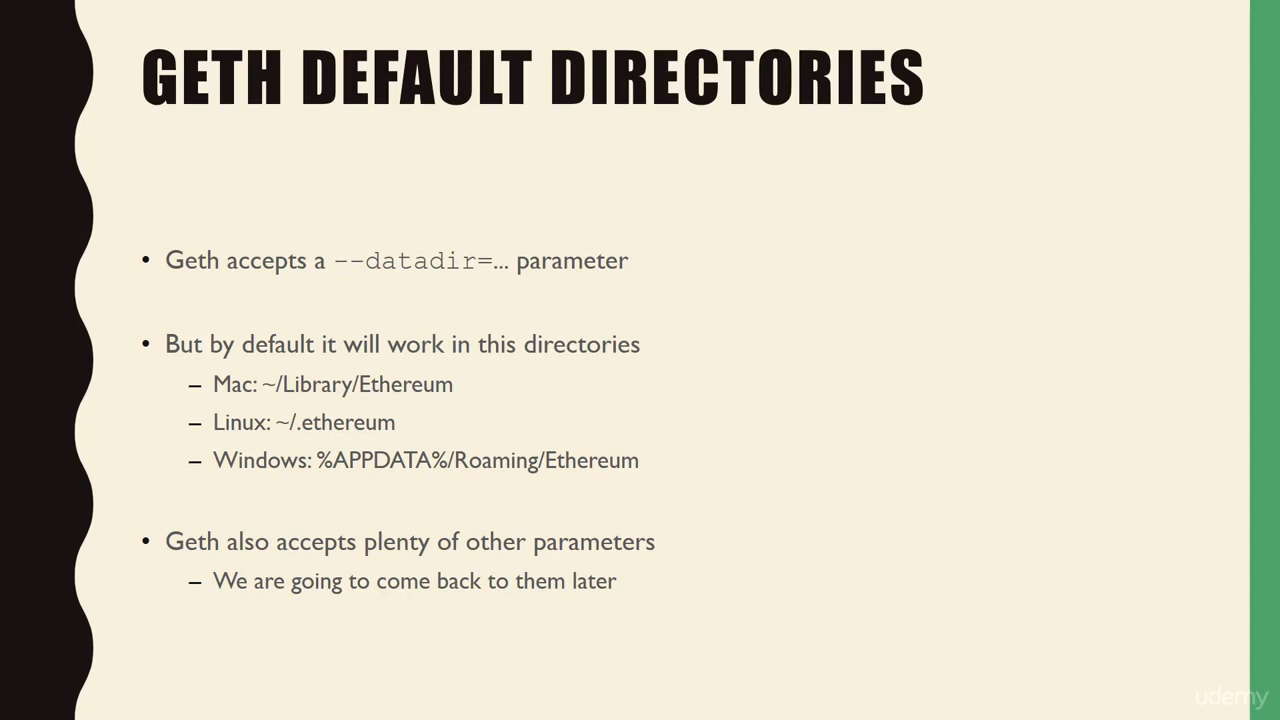 GETH DEFAULT DIRECTORIES
• Geth accepts a --datadir=... parameter
• But by default it will work in this directories
– Mac: ~/Library/Ethereum
– Linux: ~/.ethereum
– Windows: %APPDATA%/Roaming/Ethereum
• Geth also accepts plenty of other parameters
– We are going to come back to them later
udemy